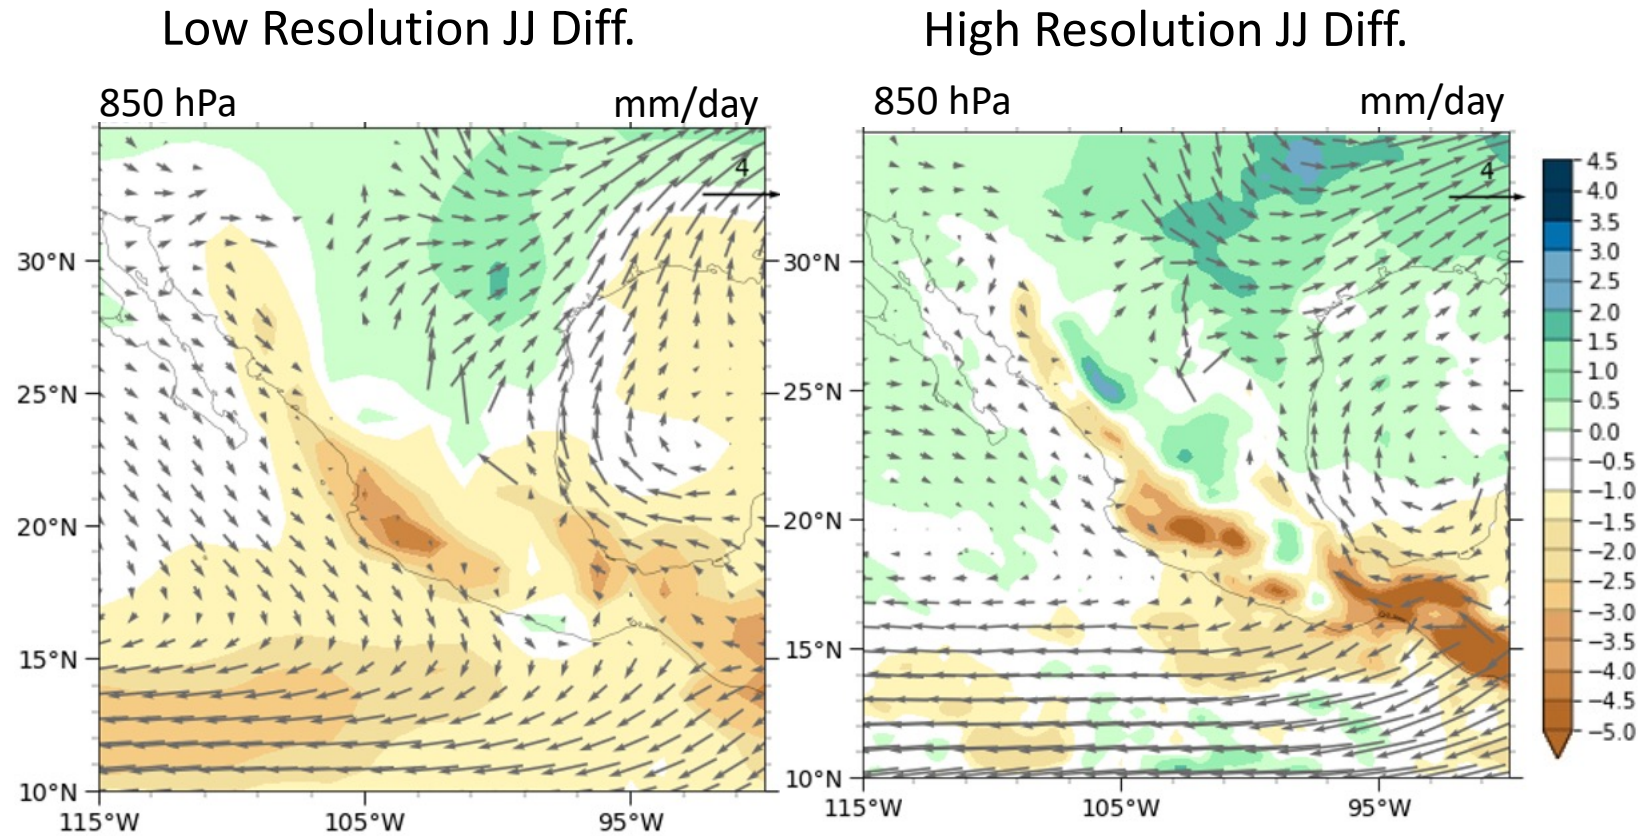 Low Resolution JJ Diff.
High Resolution JJ Diff.
850 hPa
mm/day
850 hPa
mm/day
4
4
30°N
25°N
20°N
15°N
10°N
115°W
105°W
95°W
30°N
25°N
20°N
15°N
10°N
115°W
105°W
95°W
4.5
4.0
3.5
3.0
2.5
2.0
1.5
1.0
0.5
0.0
−0.5
−1.0
−1.5
−2.0
−2.5
−3.0
−3.5
−4.0
−4.5
−5.0